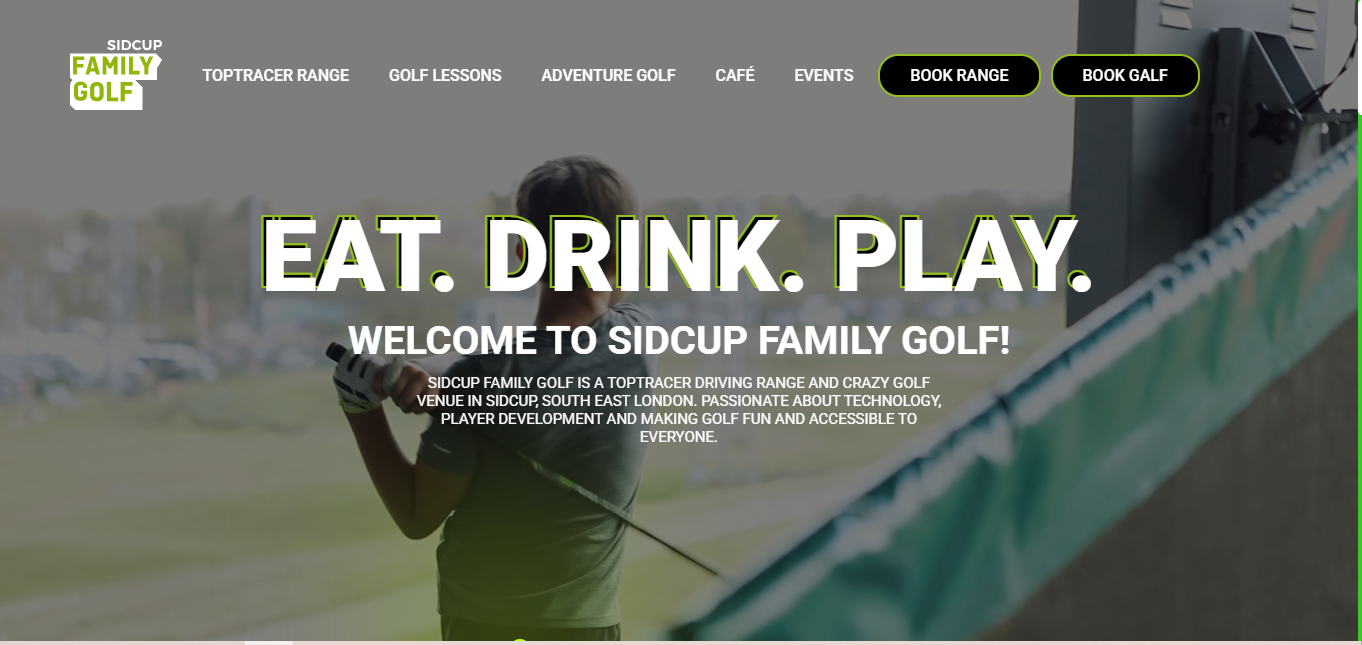 SIDCUP
FAMILY
GOLF
TOPTRACER RANGE
GOLF LESSONS
ADVENTURE GOLF
CAFÉ
EVENTS
BOOK RANGE
BOOK GALF
EAT. DRINK. PLAY.
WELCOME TO SIDCUP FAMILY GOLF!
SIDCUP FAMILY GOLF IS A TOPTRACER DRIVING RANGE AND CRAZY GOLF
VENUE IN SIDCUP, SOUTH EAST LONDON. PASSIONATE ABOUT TECHNOLOGY,
PLAYER DEVELOPMENT AND MAKING GOLF FUN AND ACCESSIBLE TO
EVERYONE.